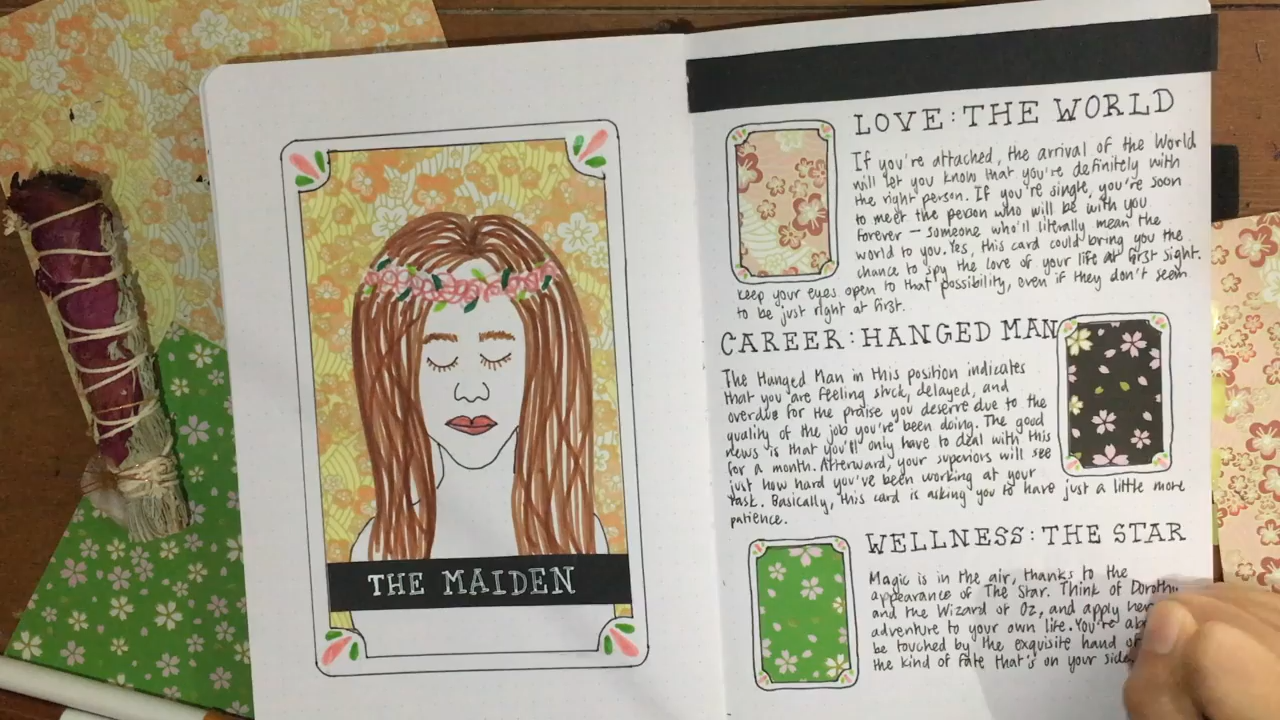 THE MAIDEN
LOVE: THE WORLD
If you're attached, the arrival of the World
will let you know that you're definitely with
the right person. If you're single, you're soon
to meet the person who will be with you
forever — someone who'll literally mean the
world to you. Yes, this card could bring you the
chance to spy the love of your life at first sight.
Keep your eyes open to that possibility, even if they don't seem
to be just right at first.
CAREER: HANGED MAN
The Hanged Man in this position indicates
that you are feeling stuck, delayed, and
overdue for the praise you deserve due to the
quality of the job you've been doing. The good
news is that you'll only have to deal with this
for a month. Afterward, your superiors will see
just how hard you've been working at your
task. Basically, this card is asking you to have just a little more
patience.
WELLNESS: THE STAR
Magic is in the air, thanks to the
appearance of The Star. Think of Dorothy
and the Wizard of Oz, and apply her
adventure to your own life. You're
be touched by the exquisite hand of
the kind of fate that's on your side